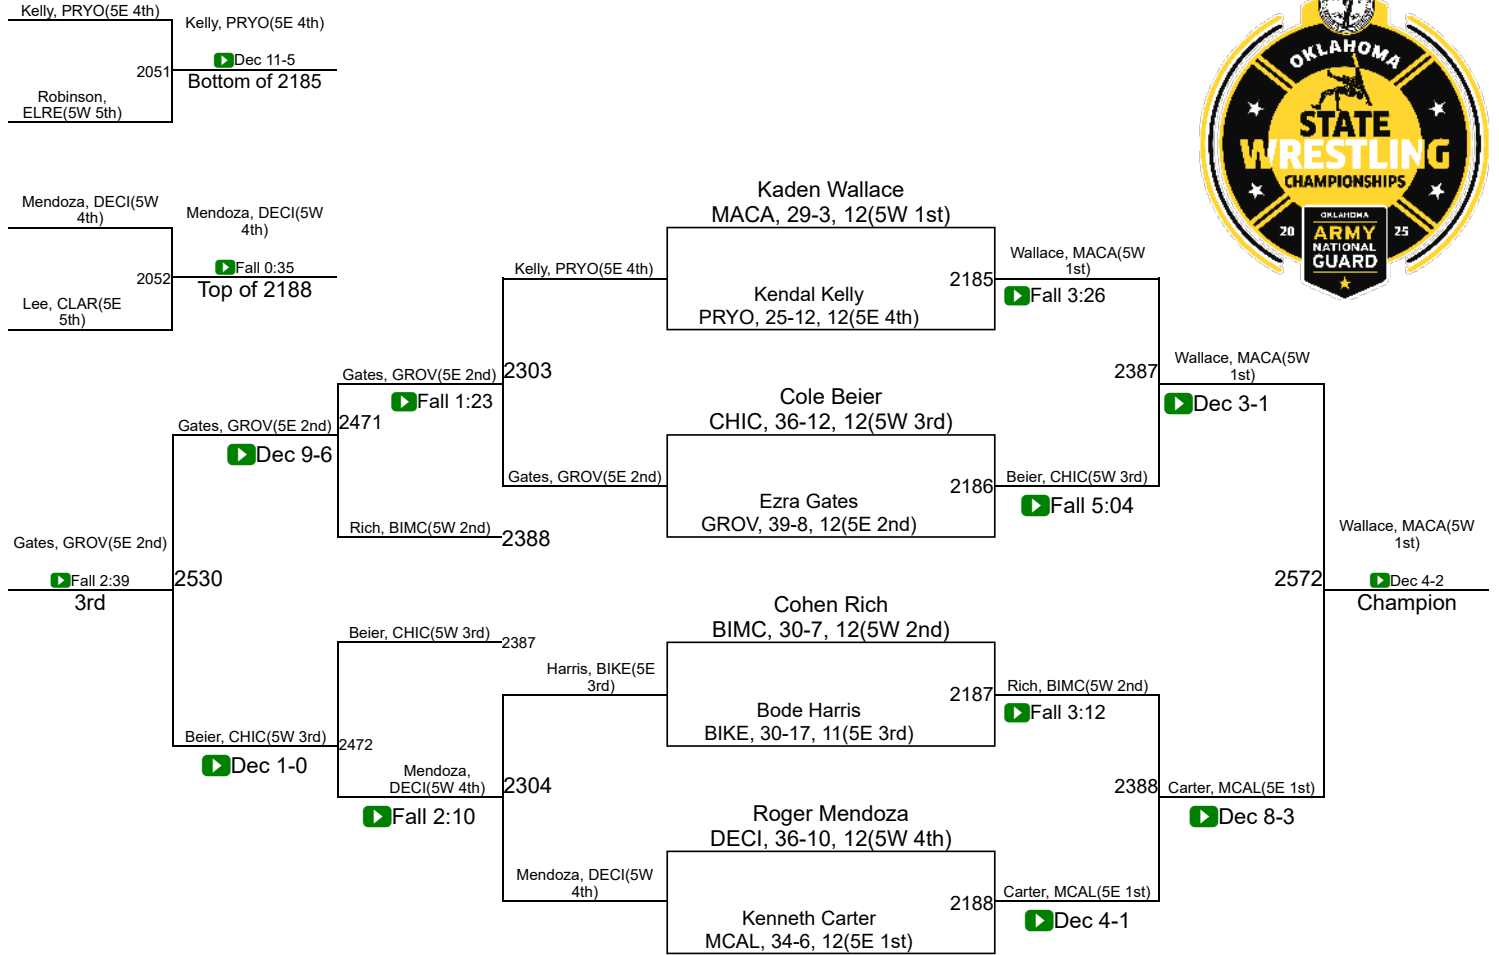 Kelly, PRYO(5E 4th)
Kelly, PRYO(5E 4th)
Dec 11-5
2051
Bottom of 2185
Robinson,
ELRE(5W 5th)
OKLAHOMA
STATE
WRESTLING
CHAMPIONSHIPS
OKLAHOMA
20 ARMY 25
NATIONAL
GUARD
Mendoza, DECI(5W
4th)
Mendoza, DECI(5W
4th)
Fall 0:35
2052
Top of 2188
Lee, CLAR(5E
5th)
Kaden Wallace
MACA, 29-3, 12(5W 1st)
Kelly, PRYO(5E 4th)
2185
Wallace, MACA(5W
1st)
Fall 3:26
Kendal Kelly
PRYO, 25-12, 12(5E 4th)
Gates, GROV(5E 2nd)
2303
Fall 1:23
2387
Wallace, MACA(5W
1st)
Dec 3-1
Cole Beier
CHIC, 36-12, 12(5W 3rd)
Gates, GROV(5E 2nd)
2471
Dec 9-6
Gates, GROV(5E 2nd)
2186
Beier, CHIC(5W 3rd)
Fall 5:04
Ezra Gates
GROV, 39-8, 12(5E 2nd)
Rich, BIMC(5W 2nd)
2388
Gates, GROV(5E 2nd)
Fall 2:39
3rd
2530
2572
Wallace, MACA(5W
1st)
Dec 4-2
Champion
Cohen Rich
BIMC, 30-7, 12(5W 2nd)
Beier, CHIC(5W 3rd)
2387
Harris, BIKE(5E
3rd)
2187
Rich, BIMC(5W 2nd)
Fall 3:12
Bode Harris
BIKE, 30-17, 11(5E 3rd)
Beier, CHIC(5W 3rd)
2472
Dec 1-0
Mendoza,
DECI(5W 4th)
2304
Fall 2:10
2388
Carter, MCAL(5E 1st)
Dec 8-3
Roger Mendoza
DECI, 36-10, 12(5W 4th)
Mendoza, DECI(5W
4th)
2188
Carter, MCAL(5E 1st)
Dec 4-1
Kenneth Carter
MCAL, 34-6, 12(5E 1st)